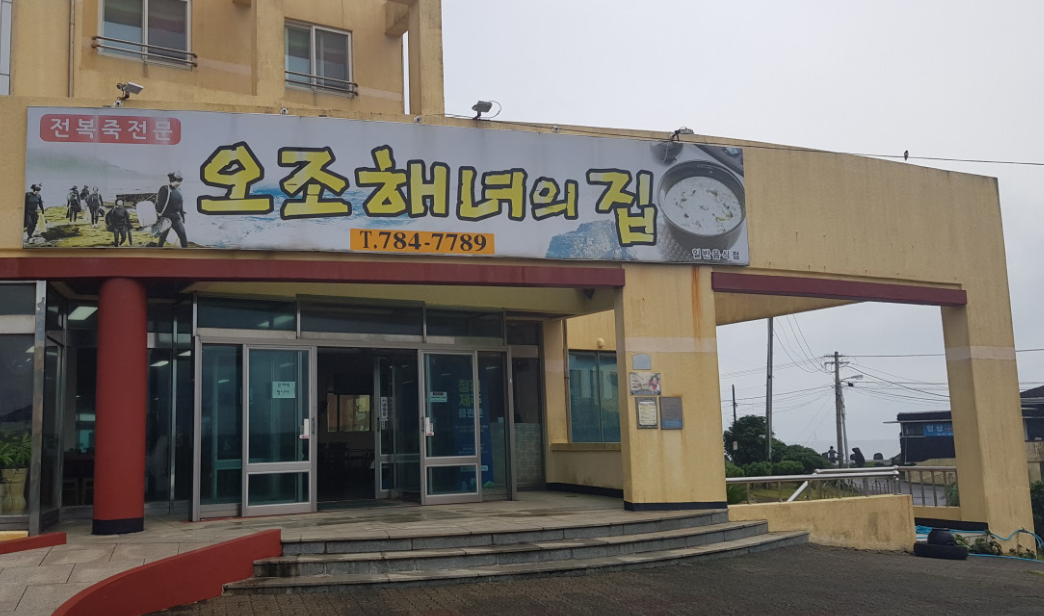 전복죽전문
오조해녀의 집
T.784-7789
일반음식점